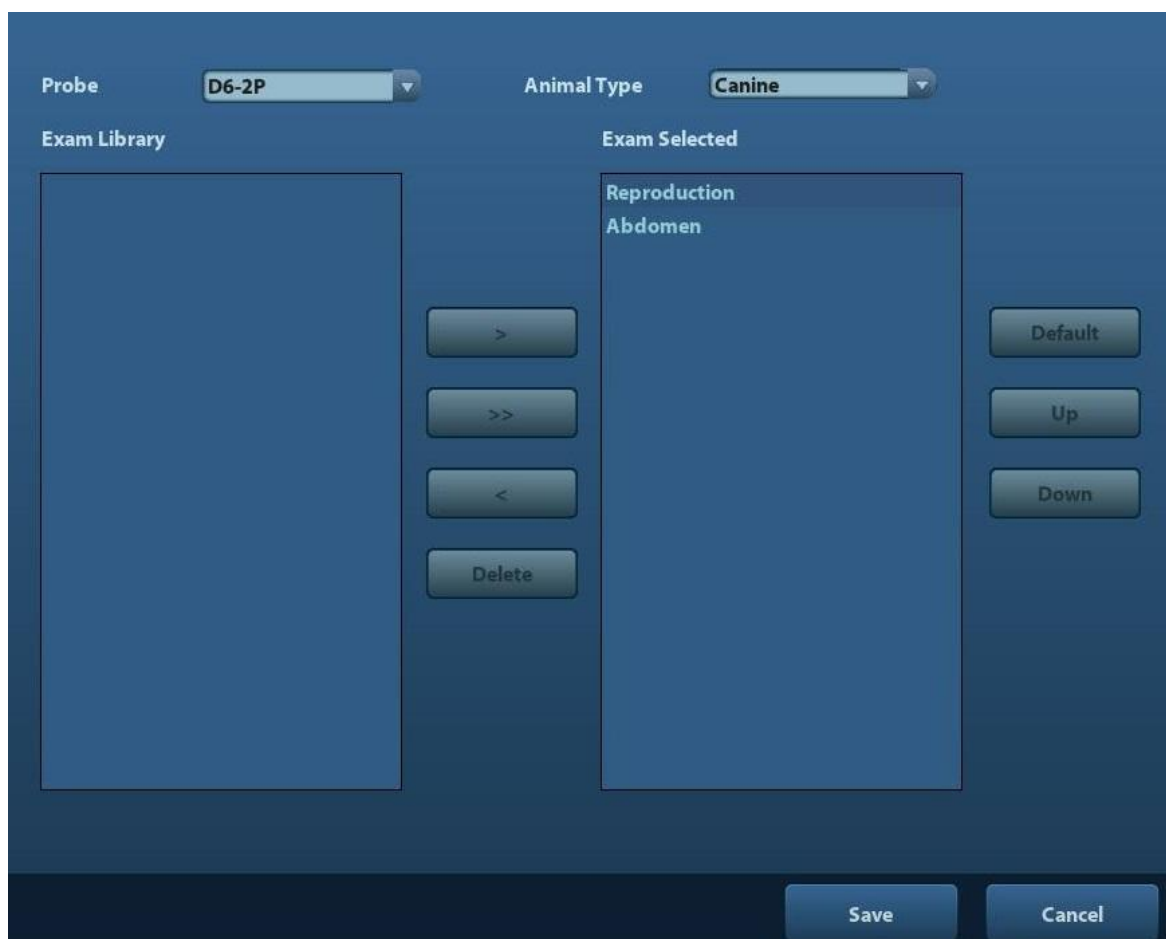 Probe D6-2P Animal Type Canine
Exam Library Exam Selected
Reproduction
Abdomen
> Default
>> Up
< Down
Delete
Save Cancel